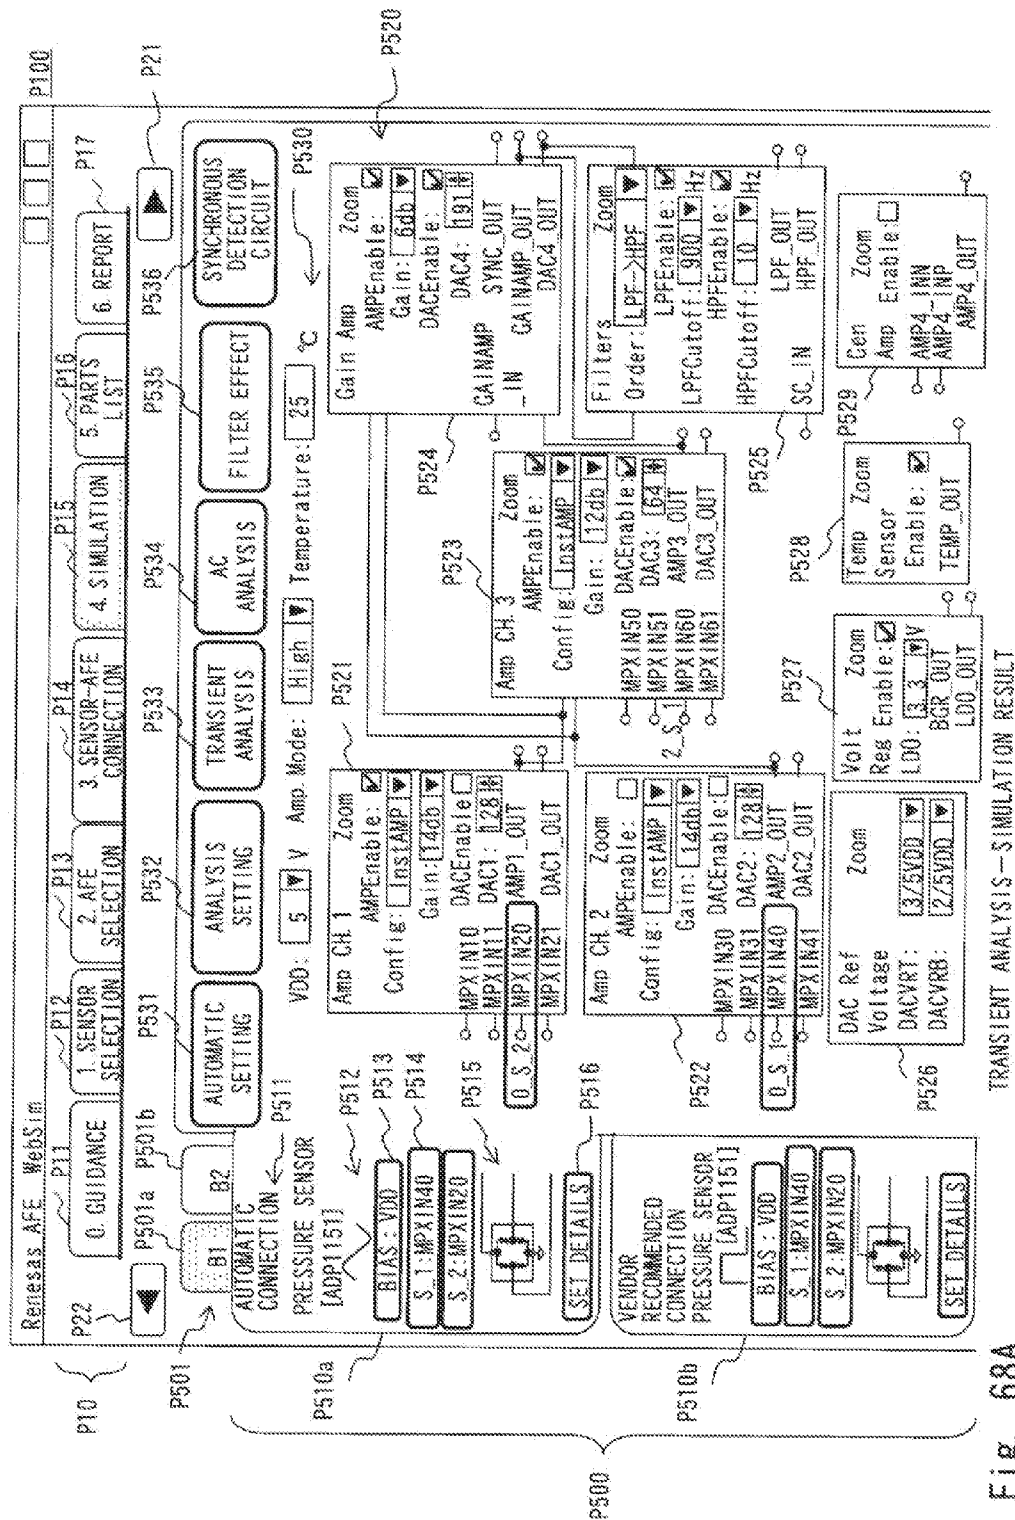 Renesas AFE WebSim
P100
P10
P11
P12
P13
P14
P15
P16
P17
0. GUIDANCE
1. SENSOR
SELECTION
2. AFE
SELECTION
3. SENSOR-AFE
CONNECTION
4. SIMULATION
5. PARTS
LIST
6. REPORT
P22
P21
P501
P501a
P501b
B1
B2
P531
P532
P533
P534
P535
P536
AUTOMATIC
SETTING
ANALYSIS
SETTING
TRANSIENT
ANALYSIS
AC
ANALYSIS
FILTER EFFECT
SYNCHRONOUS
DETECTION
CIRCUIT
P530
VDD: 5 ▼ V Amp. Mode: High ▼ Temperature: 25 ℃
P520
P500
P510a
AUTOMATIC
CONNECTION
P511
PRESSURE SENSOR
[ADP1151]
P512
BIAS:VDD
P513
S_1:MPXIN40
P514
S_2:MPXIN20
P515
SET DETAILS
P516
P510b
VENDOR
RECOMMENDED
CONNECTION
PRESSURE SENSOR
[ADP1151]
BIAS:VDD
S_1:MPXIN40
S_2:MPXIN20
SET DETAILS
P521
Amp CH. 1 Zoom
AMPEnable:
Config: InstAMP ▼
Gain: 14db ▼
MPXIN10 DACEnable
MPXIN11 DAC1: 128
0_S_2 MPXIN20 AMP1_OUT
MPXIN21 DAC1_OUT
P522
Amp CH. 2 Zoom
AMPEnable:
Config: InstAMP ▼
Gain: 14db ▼
MPXIN30 DACEnable:
MPXIN31 DAC2: 128
0_S_1 MPXIN40 AMP2_OUT
MPXIN41 DAC2_OUT
P523
Amp CH. 3 Zoom
AMPEnable:
Config: InstAMP ▼
Gain: 12db ▼
MPXIN50 DACEnable:
MPXIN51 DAC3: 64
MPXIN60 AMP3_OUT
2_S_1
MPXIN61 DAC3_OUT
P524
Gain Amp Zoom
AMPEnable:
Gain: 6db ▼
DACEnable:
DAC4: 191
GAINAMP
_IN
SYNC_OUT
GAINAMP_OUT
DAC4_OUT
P525
Filters Zoom
Order: LPF->HPF ▼
LPFEnable:
LPFCutoff: 900 ▼ Hz
HPFEnable:
HPFCutoff: 10 ▼ Hz
LPF_OUT
SC_IN HPF_OUT
P526
DAC Ref
Voltage Zoom
DACVRT: 3/5VDD ▼
DACVRB: 2/5VDD ▼
P527
Volt Zoom
Reg Enable:
LDO: 3.3 ▼ V
BGR_OUT
LDO_OUT
P528
Temp Zoom
Sensor
Enable:
TEMP_OUT
P529
Gen Zoom
Amp Enable:
AMP4_INN
AMP4_INP
AMP4_OUT
TRANSIENT ANALYSIS-SIMULATION RESULT
Fig. 68A